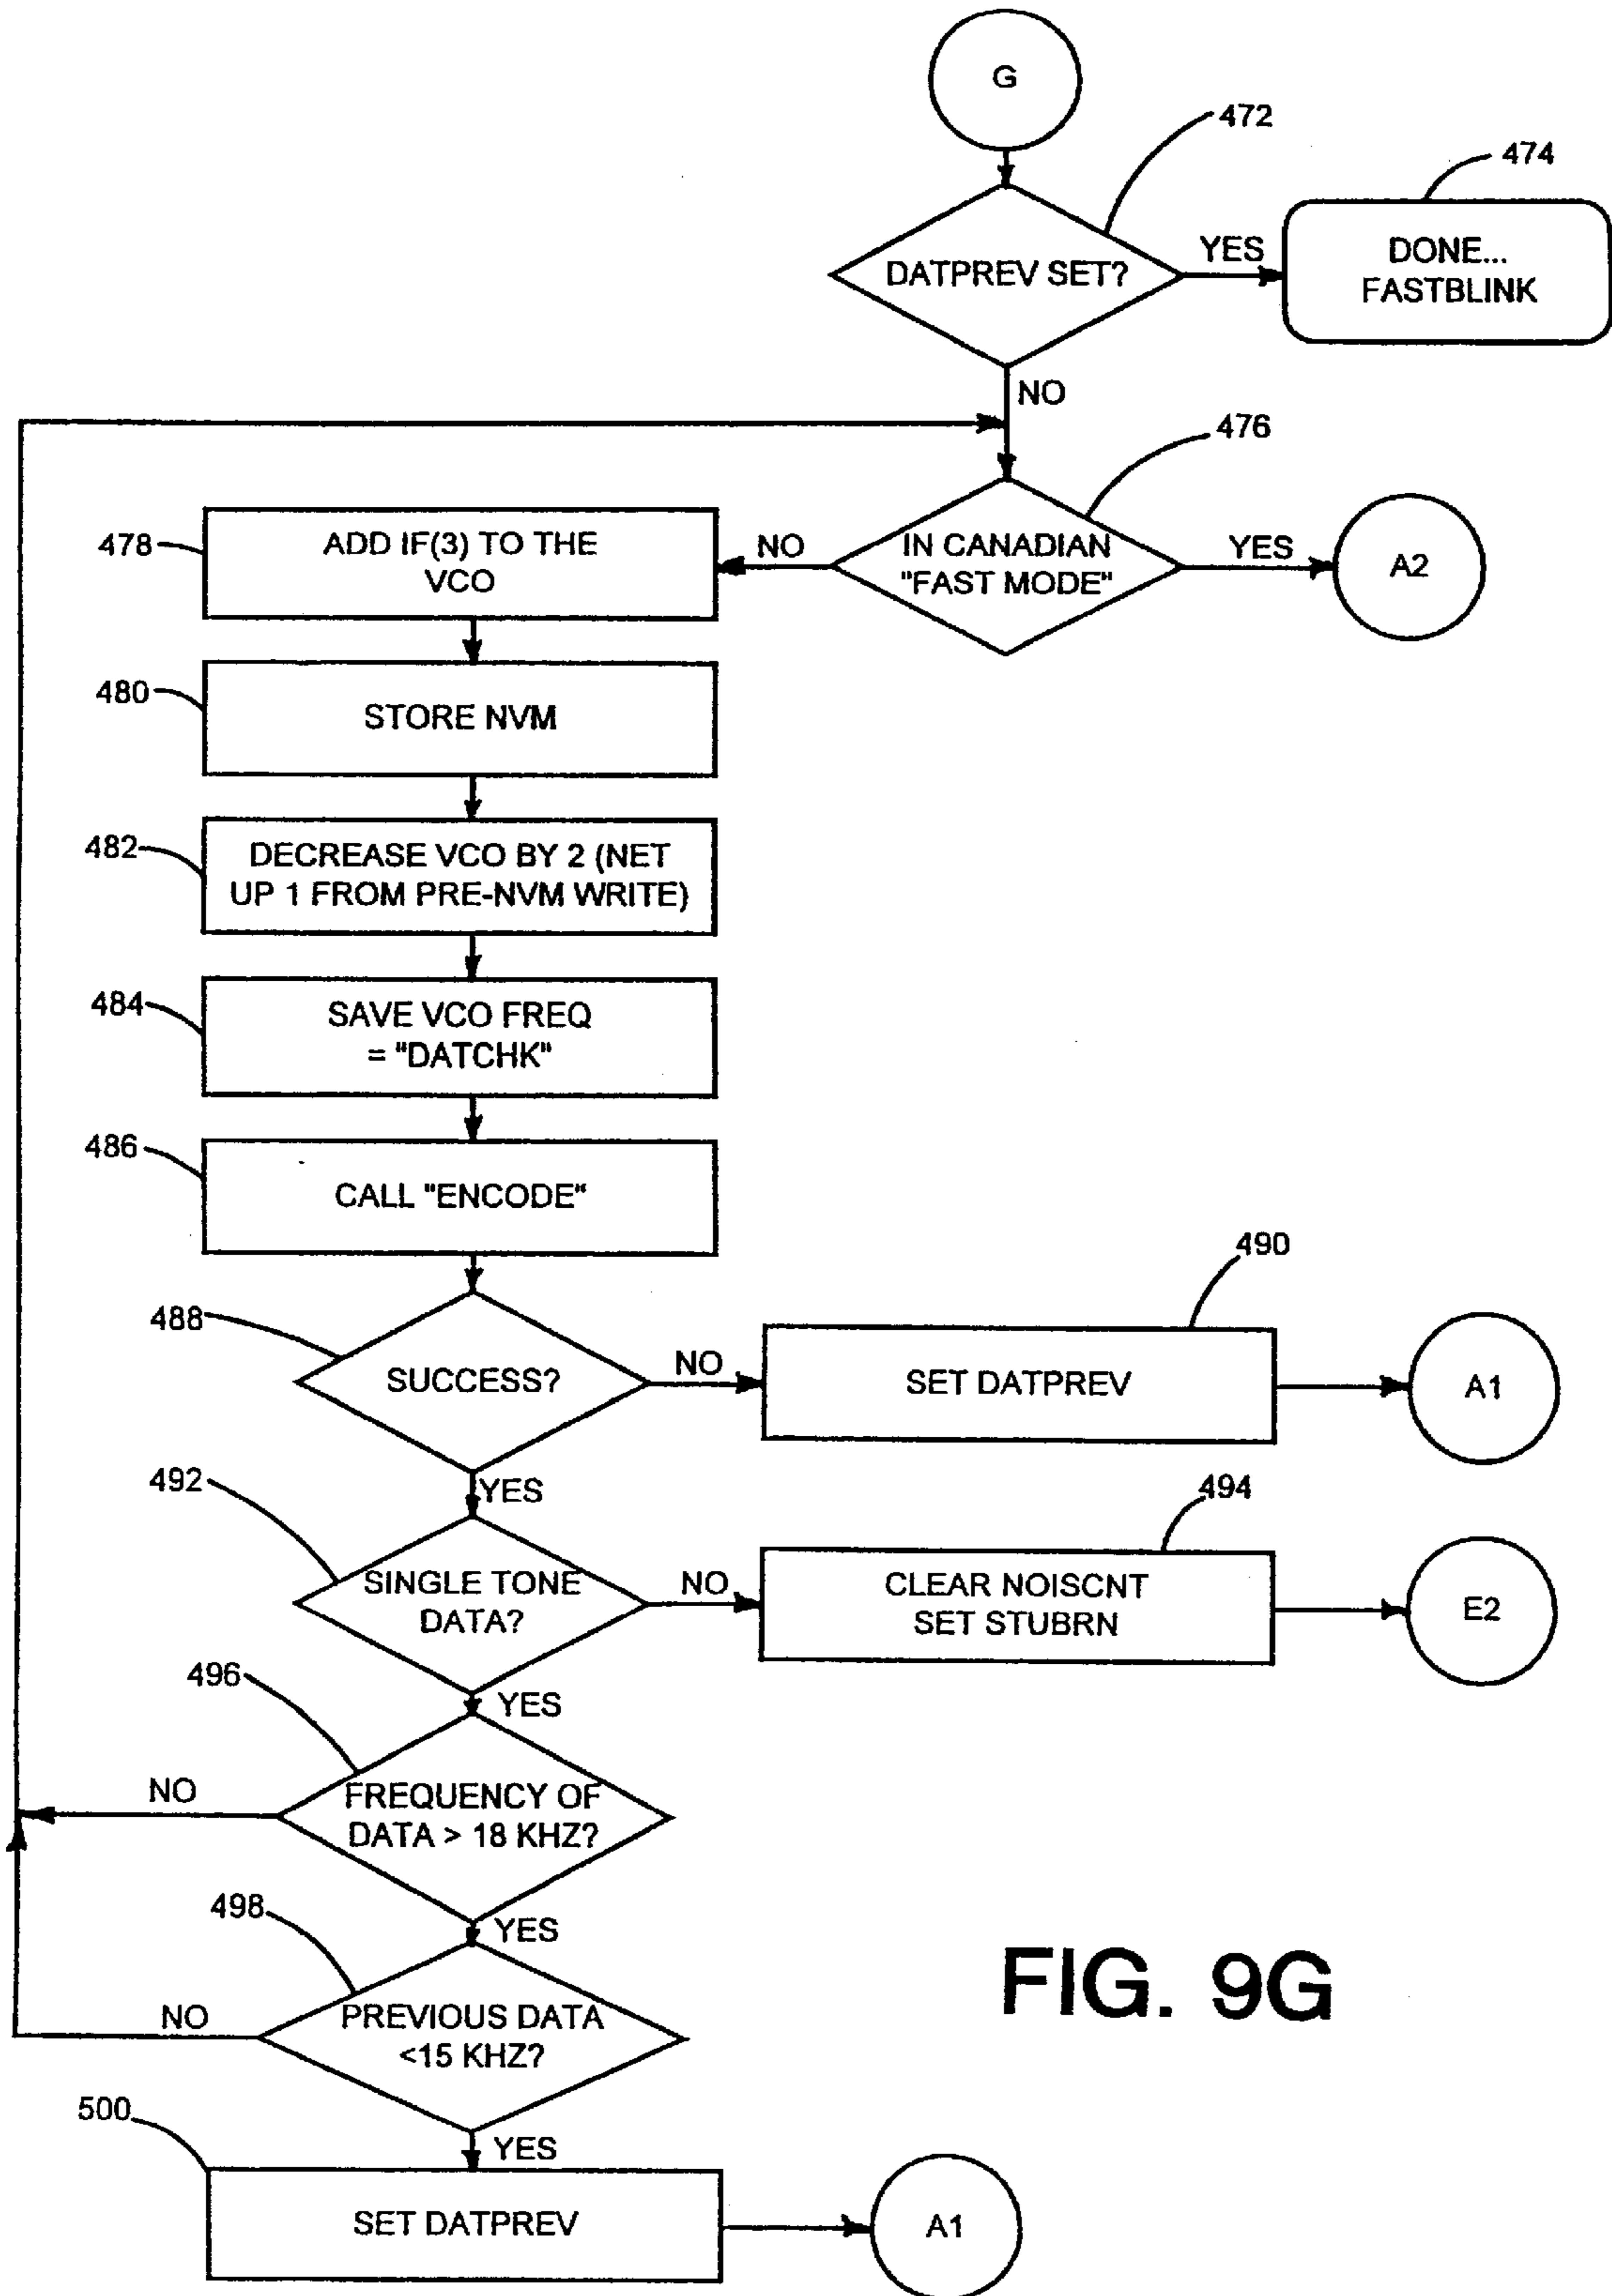 G
472
474
DATPREV SET?
YES
DONE...
FASTBLINK
NO
476
478
ADD IF(3) TO THE
VCO
NO
IN CANADIAN
"FAST MODE"
YES
A2
480
STORE NVM
482
DECREASE VCO BY 2 (NET
UP 1 FROM PRE-NVM WRITE)
484
SAVE VCO FREQ
= "DATCHK"
486
CALL "ENCODE"
488
SUCCESS?
NO
490
SET DATPREV
A1
YES
492
SINGLE TONE
DATA?
NO
494
CLEAR NOISCNT
SET STUBRN
E2
YES
496
FREQUENCY OF
DATA > 18 KHZ?
NO
YES
498
PREVIOUS DATA
<15 KHZ?
NO
YES
500
SET DATPREV
A1
FIG. 9G